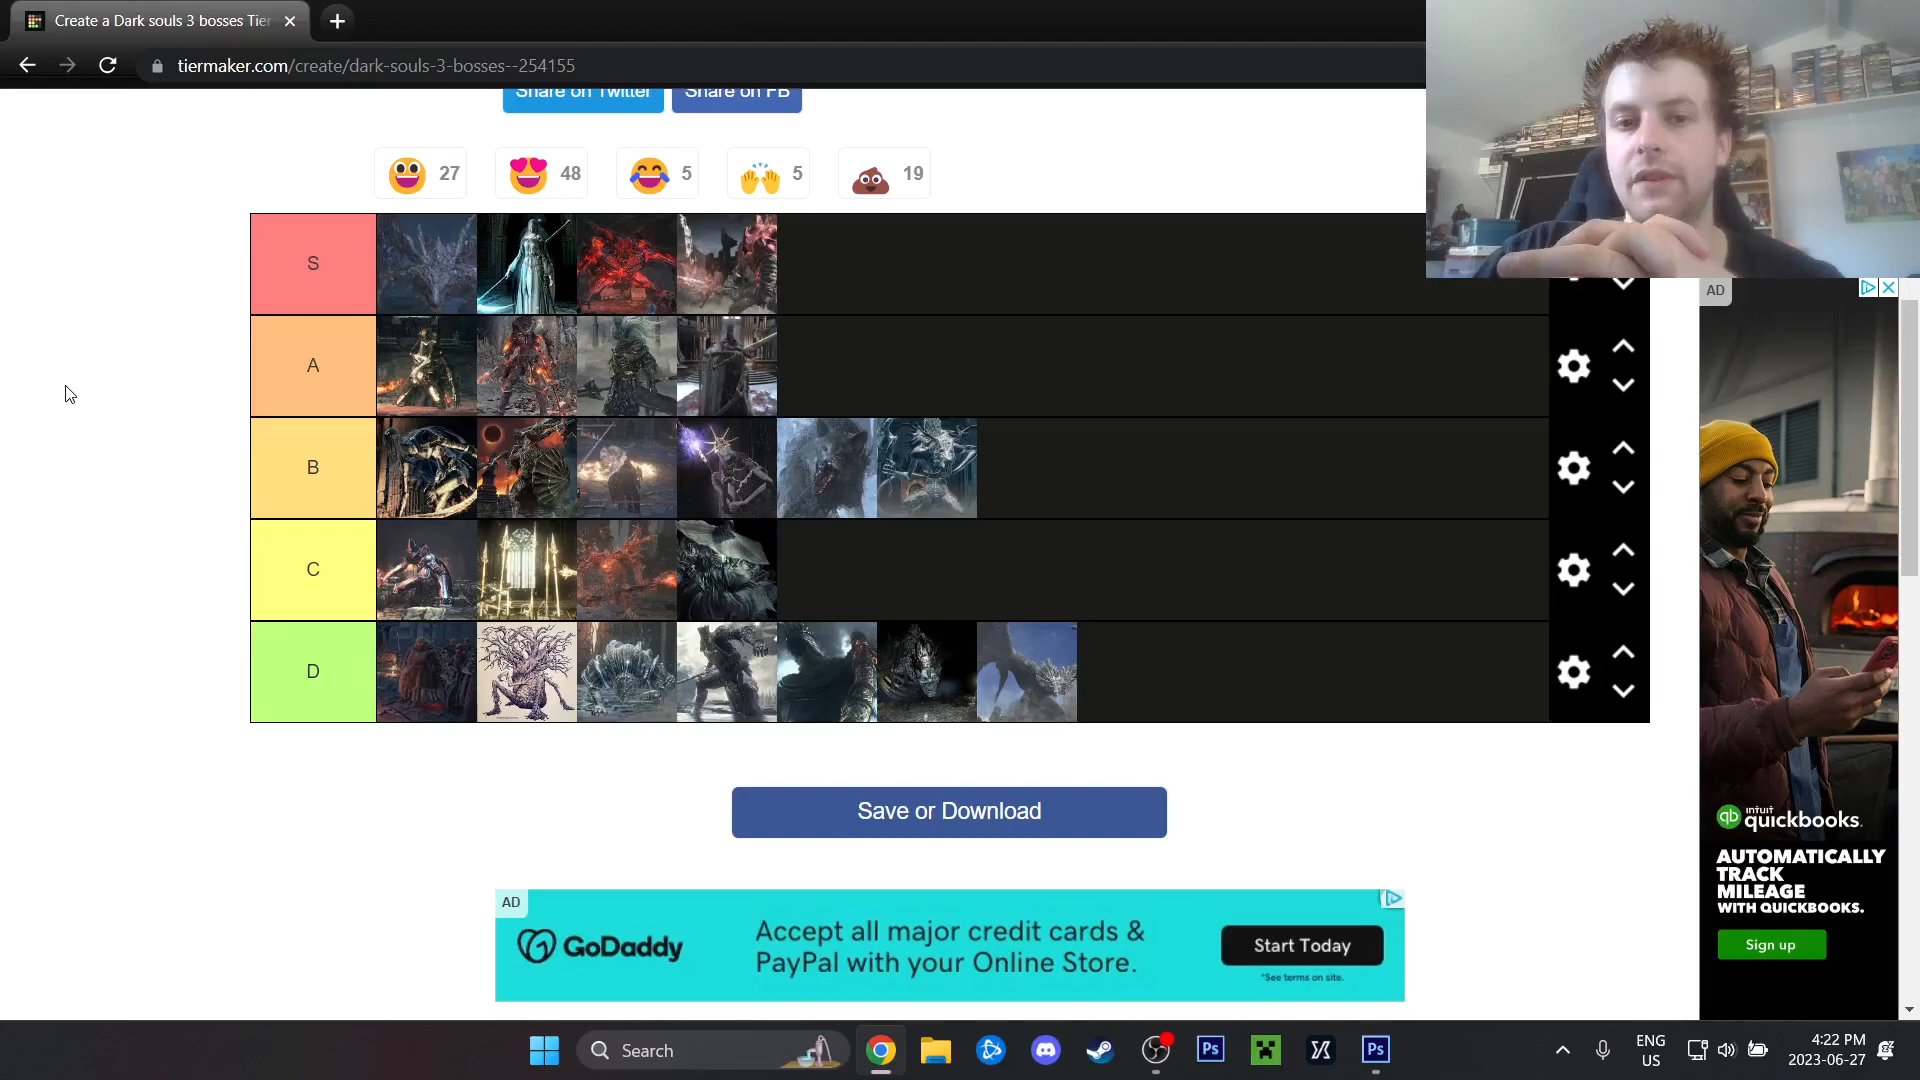 Create a Dark souls 3 bosses Tier
tiermaker.com/create/dark-souls-3-bosses--254155
Share on Twitter
Share on FB
27
48
5
5
19
S
A
B
C
D
Save or Download
AD
GoDaddy
Accept all major credit cards &
PayPal with your Online Store.
Start Today
*See terms on site.
AD
intuit
quickbooks.
AUTOMATICALLY
TRACK
MILEAGE
WITH QUICKBOOKS.
Sign up
Search
Ps
Ps
ENG
US
4:22 PM
2023-06-27